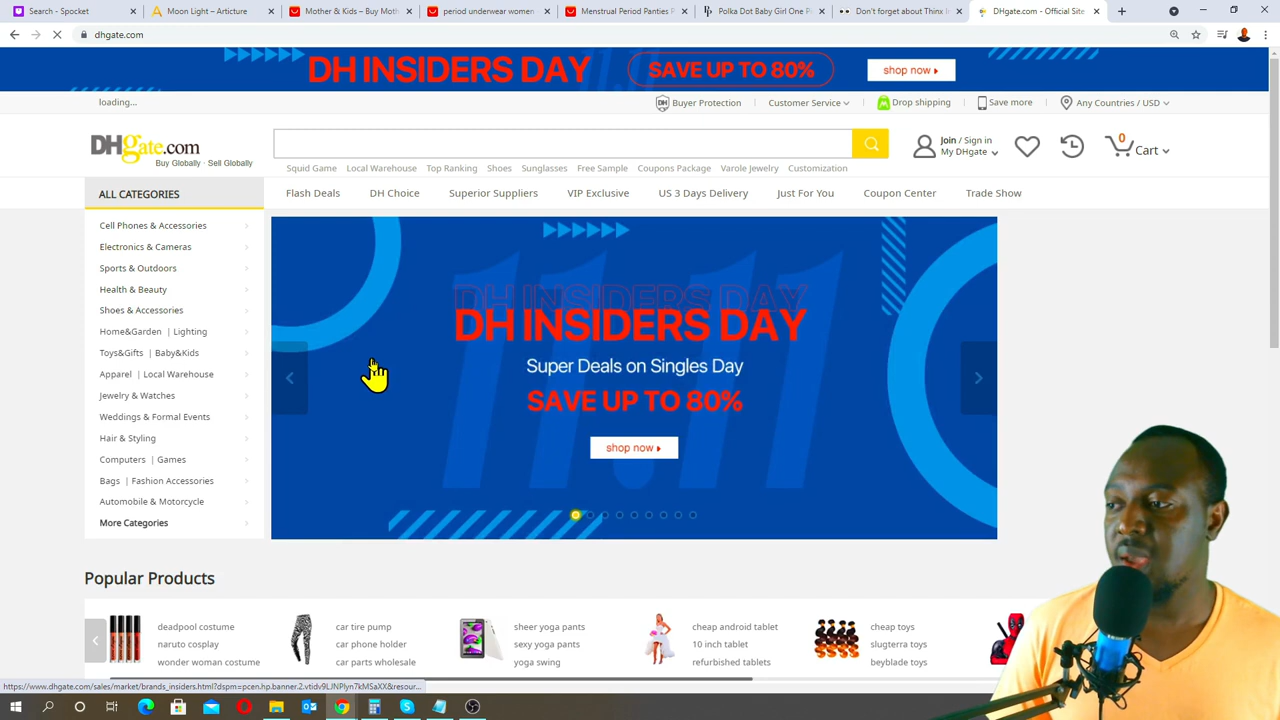 Search - Spocket
Moon Light – Articture
Mother & Kids – Buy Moth
period underwear women
Menstrual Period Panties P
Polka Dot Baby Girl One Pi
Don't forget about Thinx In
DHgate.com - Official Site
dhgate.com
DH INSIDERS DAY SAVE UP TO 80% shop now
loading...
Buyer Protection
Customer Service
Drop shipping
Save more
Any Countries / USD
DHgate.com
Buy Globally · Sell Globally
Join / Sign in
My DHgate
0
Cart
Squid Game Local Warehouse Top Ranking Shoes Sunglasses Free Sample Coupons Package Varole Jewelry Customization
ALL CATEGORIES
Flash Deals DH Choice Superior Suppliers VIP Exclusive US 3 Days Delivery Just For You Coupon Center Trade Show
Cell Phones & Accessories
Electronics & Cameras
Sports & Outdoors
Health & Beauty
Shoes & Accessories
Home&Garden | Lighting
Toys&Gifts | Baby&Kids
Apparel | Local Warehouse
Jewelry & Watches
Weddings & Formal Events
Hair & Styling
Computers | Games
Bags | Fashion Accessories
Automobile & Motorcycle
More Categories
11.11
DH INSIDERS DAY
DH INSIDERS DAY
Super Deals on Singles Day
SAVE UP TO 80%
shop now
Popular Products
deadpool costume
naruto cosplay
wonder woman costume
car tire pump
car phone holder
car parts wholesale
sheer yoga pants
sexy yoga pants
yoga swing
cheap android tablet
10 inch tablet
refurbished tablets
cheap toys
slugterra toys
beyblade toys